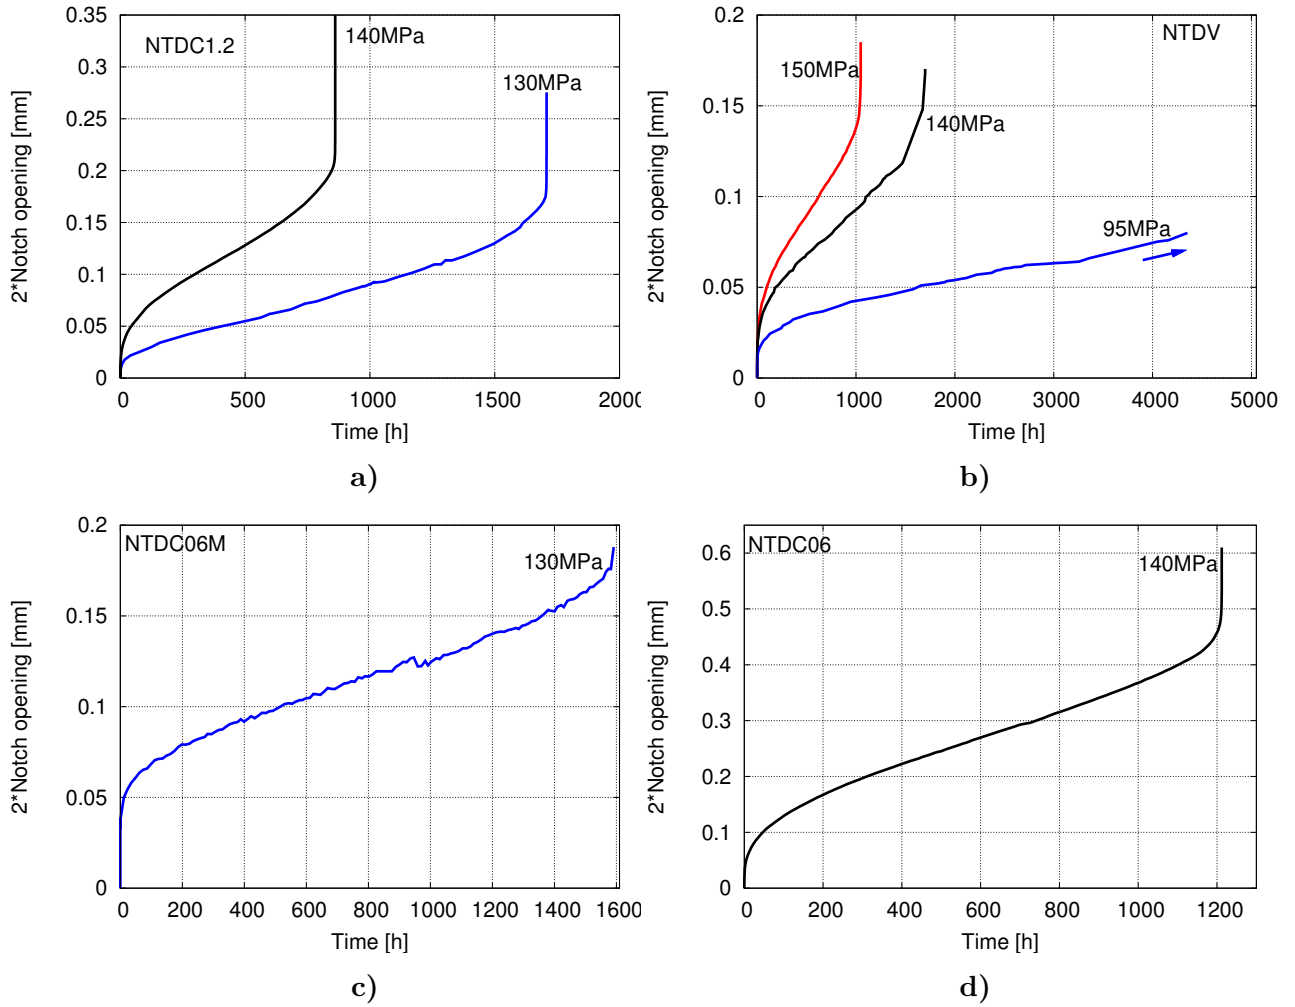 NTDC1.2
140MPa
130MPa
0.35
0.3
0.25
0.2
0.15
0.1
0.05
0
2*Notch opening [mm]
0 500 1000 1500 2000
Time [h]
a)
NTDV
150MPa
140MPa
95MPa
0.2
0.15
0.1
0.05
0
2*Notch opening [mm]
0 1000 2000 3000 4000 5000
Time [h]
b)
NTDC06M
130MPa
0.2
0.15
0.1
0.05
0
2*Notch opening [mm]
0 200 400 600 800 1000 1200 1400 1600
Time [h]
c)
NTDC06
140MPa
0.6
0.5
0.4
0.3
0.2
0.1
0
2*Notch opening [mm]
0 200 400 600 800 1000 1200
Time [h]
d)